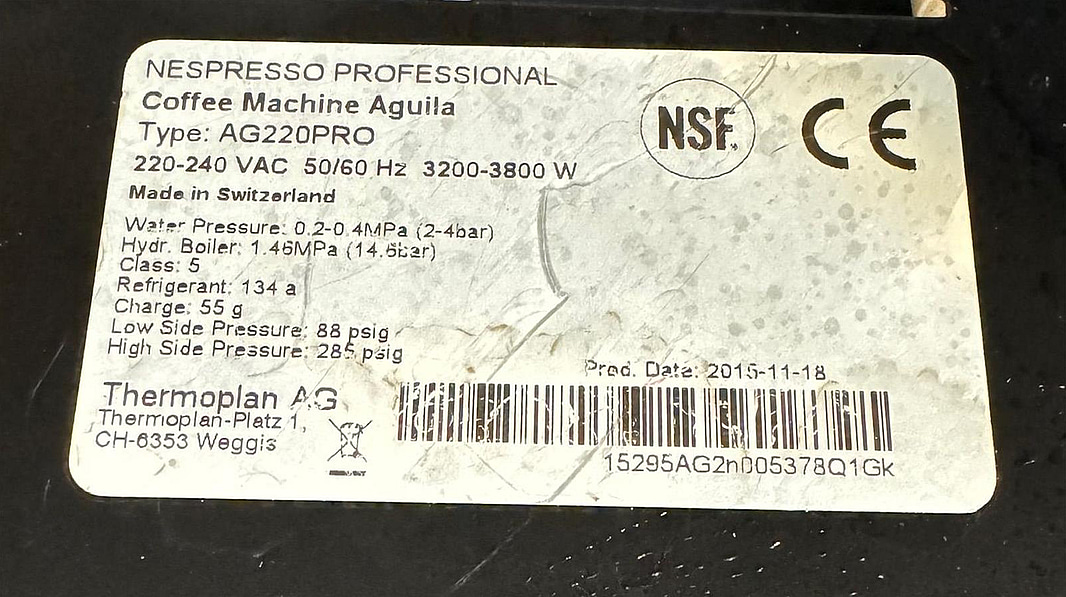 NESPRESSO PROFESSIONAL
Coffee Machine Aguila
Type: AG220PRO
220-240 VAC 50/60 Hz 3200-3800 W
Made in Switzerland
NSF.
CE
Water Pressure: 0.2-0.4MPa (2-4bar)
Hydr. Boiler: 1.46MPa (14.6bar)
Class: 5
Refrigerant: 134 a
Charge: 55 g
Low Side Pressure: 88 psig
High Side Pressure: 285 psig
Prod. Date: 2015-11-18
Thermoplan AG
Thermoplan-Platz 1,
CH-6353 Weggis
15295AG2n005378Q1Gk